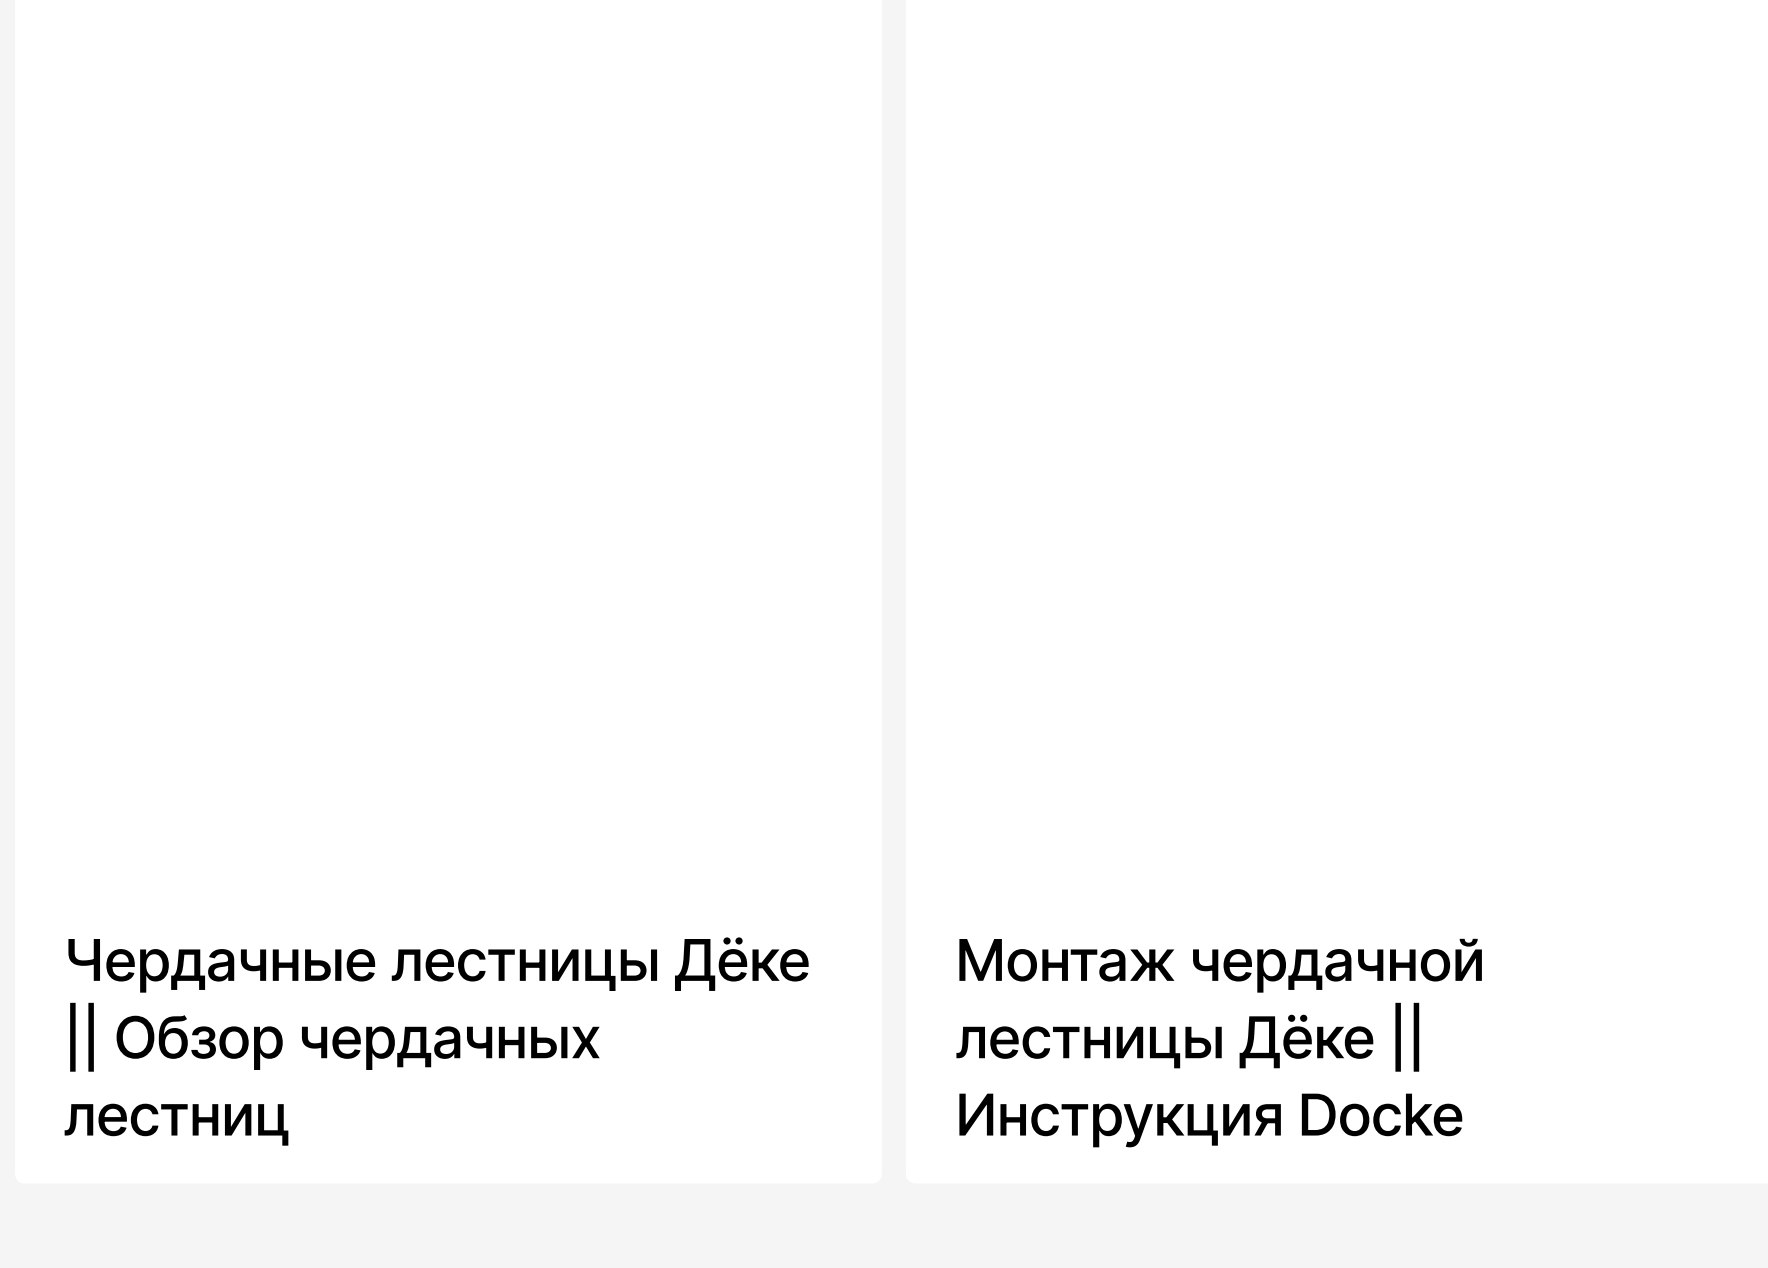 Чердачные лестницы Дёке
|| Обзор чердачных
лестниц
Монтаж чердачной
лестницы Дёке ||
Инструкция Docke